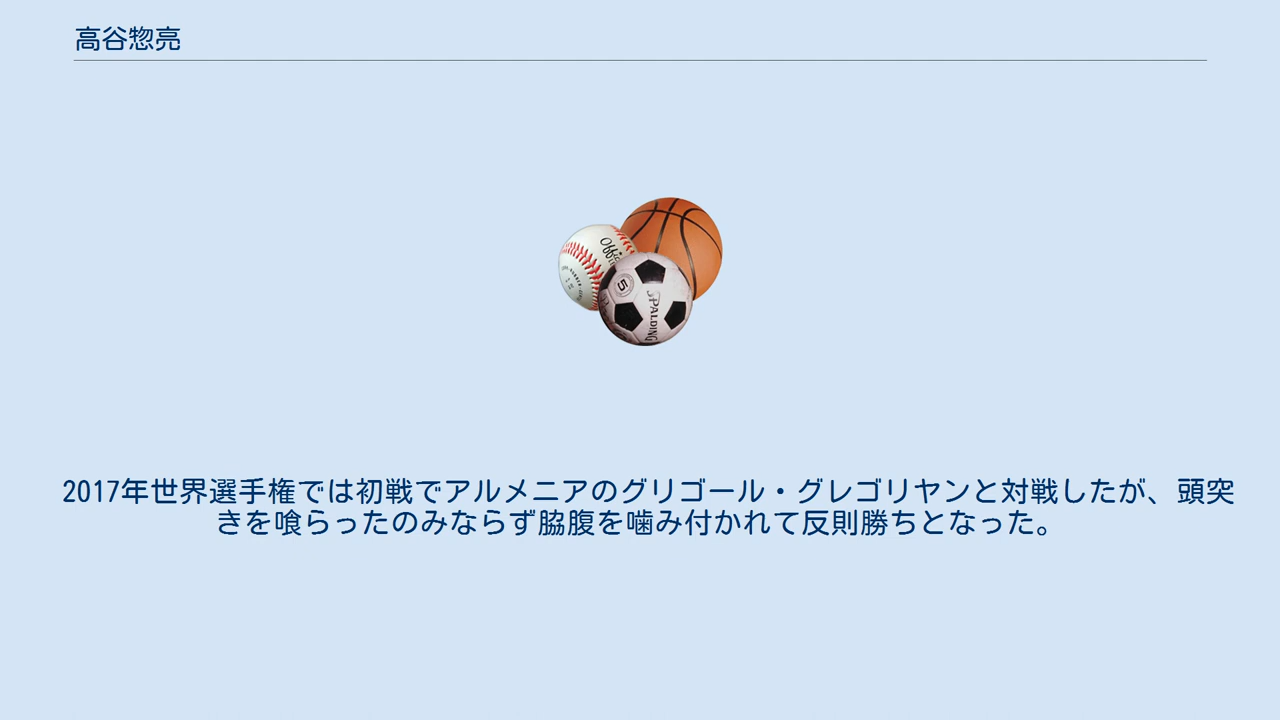 高谷惣亮
Offic
5
SPALDING
2017年世界選手権では初戦でアルメニアのグリゴール・グレゴリヤンと対戦したが、頭突
きを喰らったのみならず脇腹を噛み付かれて反則勝ちとなった。